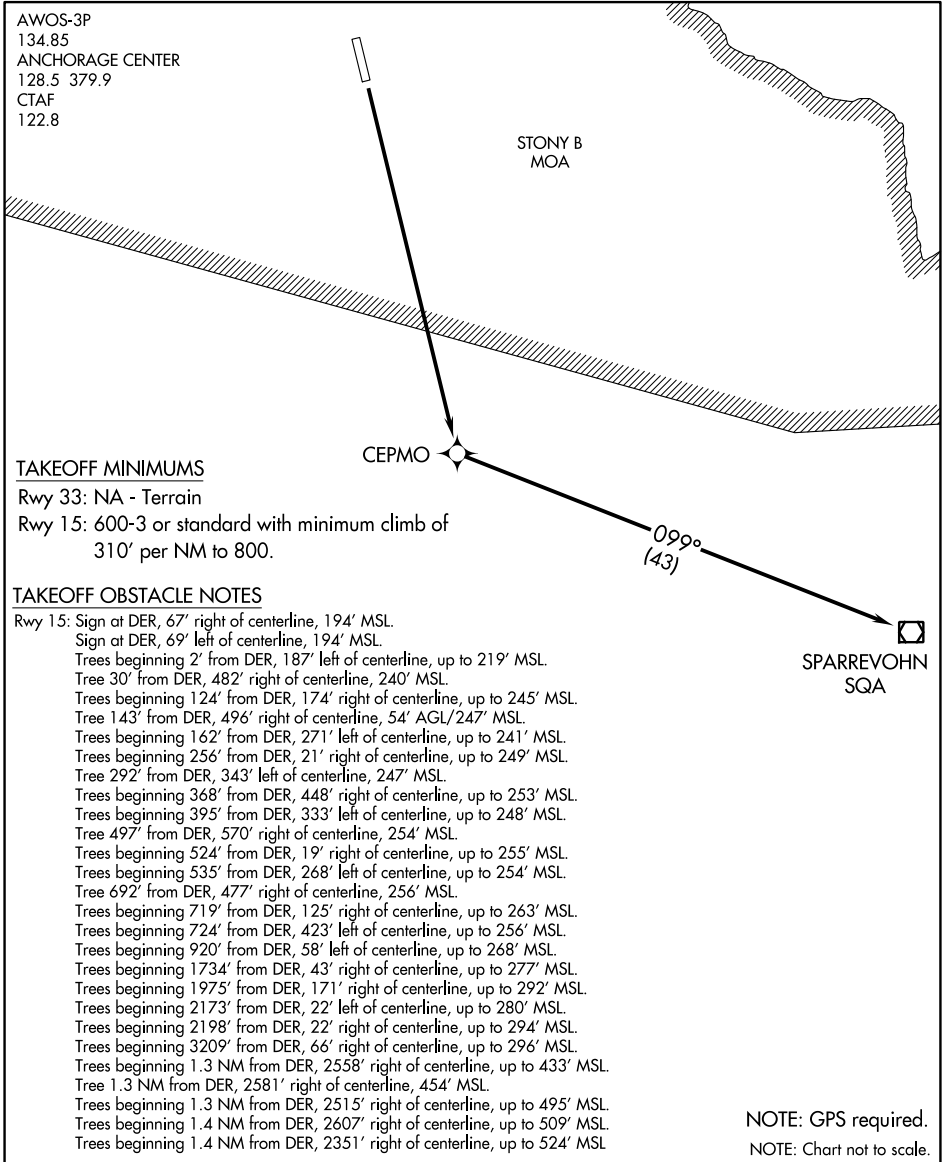 AWOS-3P
134.85
ANCHORAGE CENTER
128.5 379.9
CTAF
122.8
STONY B
MOA
CEPMO
099°
(43)
SPARREVOHN
SQA
TAKEOFF MINIMUMS
Rwy 33: NA - Terrain
Rwy 15: 600-3 or standard with minimum climb of
310' per NM to 800.
TAKEOFF OBSTACLE NOTES
Rwy 15: Sign at DER, 67' right of centerline, 194' MSL.
Sign at DER, 69' left of centerline, 194' MSL.
Trees beginning 2' from DER, 187' left of centerline, up to 219' MSL.
Tree 30' from DER, 482' right of centerline, 240' MSL.
Trees beginning 124' from DER, 174' right of centerline, up to 245' MSL.
Tree 143' from DER, 496' right of centerline, 54' AGL/247' MSL.
Trees beginning 162' from DER, 271' left of centerline, up to 241' MSL.
Trees beginning 256' from DER, 21' right of centerline, up to 249' MSL.
Tree 292' from DER, 343' left of centerline, 247' MSL.
Trees beginning 368' from DER, 448' right of centerline, up to 253' MSL.
Trees beginning 395' from DER, 333' left of centerline, up to 248' MSL.
Tree 497' from DER, 570' right of centerline, 254' MSL.
Trees beginning 524' from DER, 19' right of centerline, up to 255' MSL.
Trees beginning 535' from DER, 268' left of centerline, up to 254' MSL.
Tree 692' from DER, 477' right of centerline, 256' MSL.
Trees beginning 719' from DER, 125' right of centerline, up to 263' MSL.
Trees beginning 724' from DER, 423' left of centerline, up to 256' MSL.
Trees beginning 920' from DER, 58' left of centerline, up to 268' MSL.
Trees beginning 1734' from DER, 43' right of centerline, up to 277' MSL.
Trees beginning 1975' from DER, 171' right of centerline, up to 292' MSL.
Trees beginning 2173' from DER, 22' left of centerline, up to 280' MSL.
Trees beginning 2198' from DER, 22' right of centerline, up to 294' MSL.
Trees beginning 3209' from DER, 66' right of centerline, up to 296' MSL.
Trees beginning 1.3 NM from DER, 2558' right of centerline, up to 433' MSL.
Tree 1.3 NM from DER, 2581' right of centerline, 454' MSL.
Trees beginning 1.3 NM from DER, 2515' right of centerline, up to 495' MSL.
Trees beginning 1.4 NM from DER, 2607' right of centerline, up to 509' MSL.
Trees beginning 1.4 NM from DER, 2351' right of centerline, up to 524' MSL
NOTE: GPS required.
NOTE: Chart not to scale.